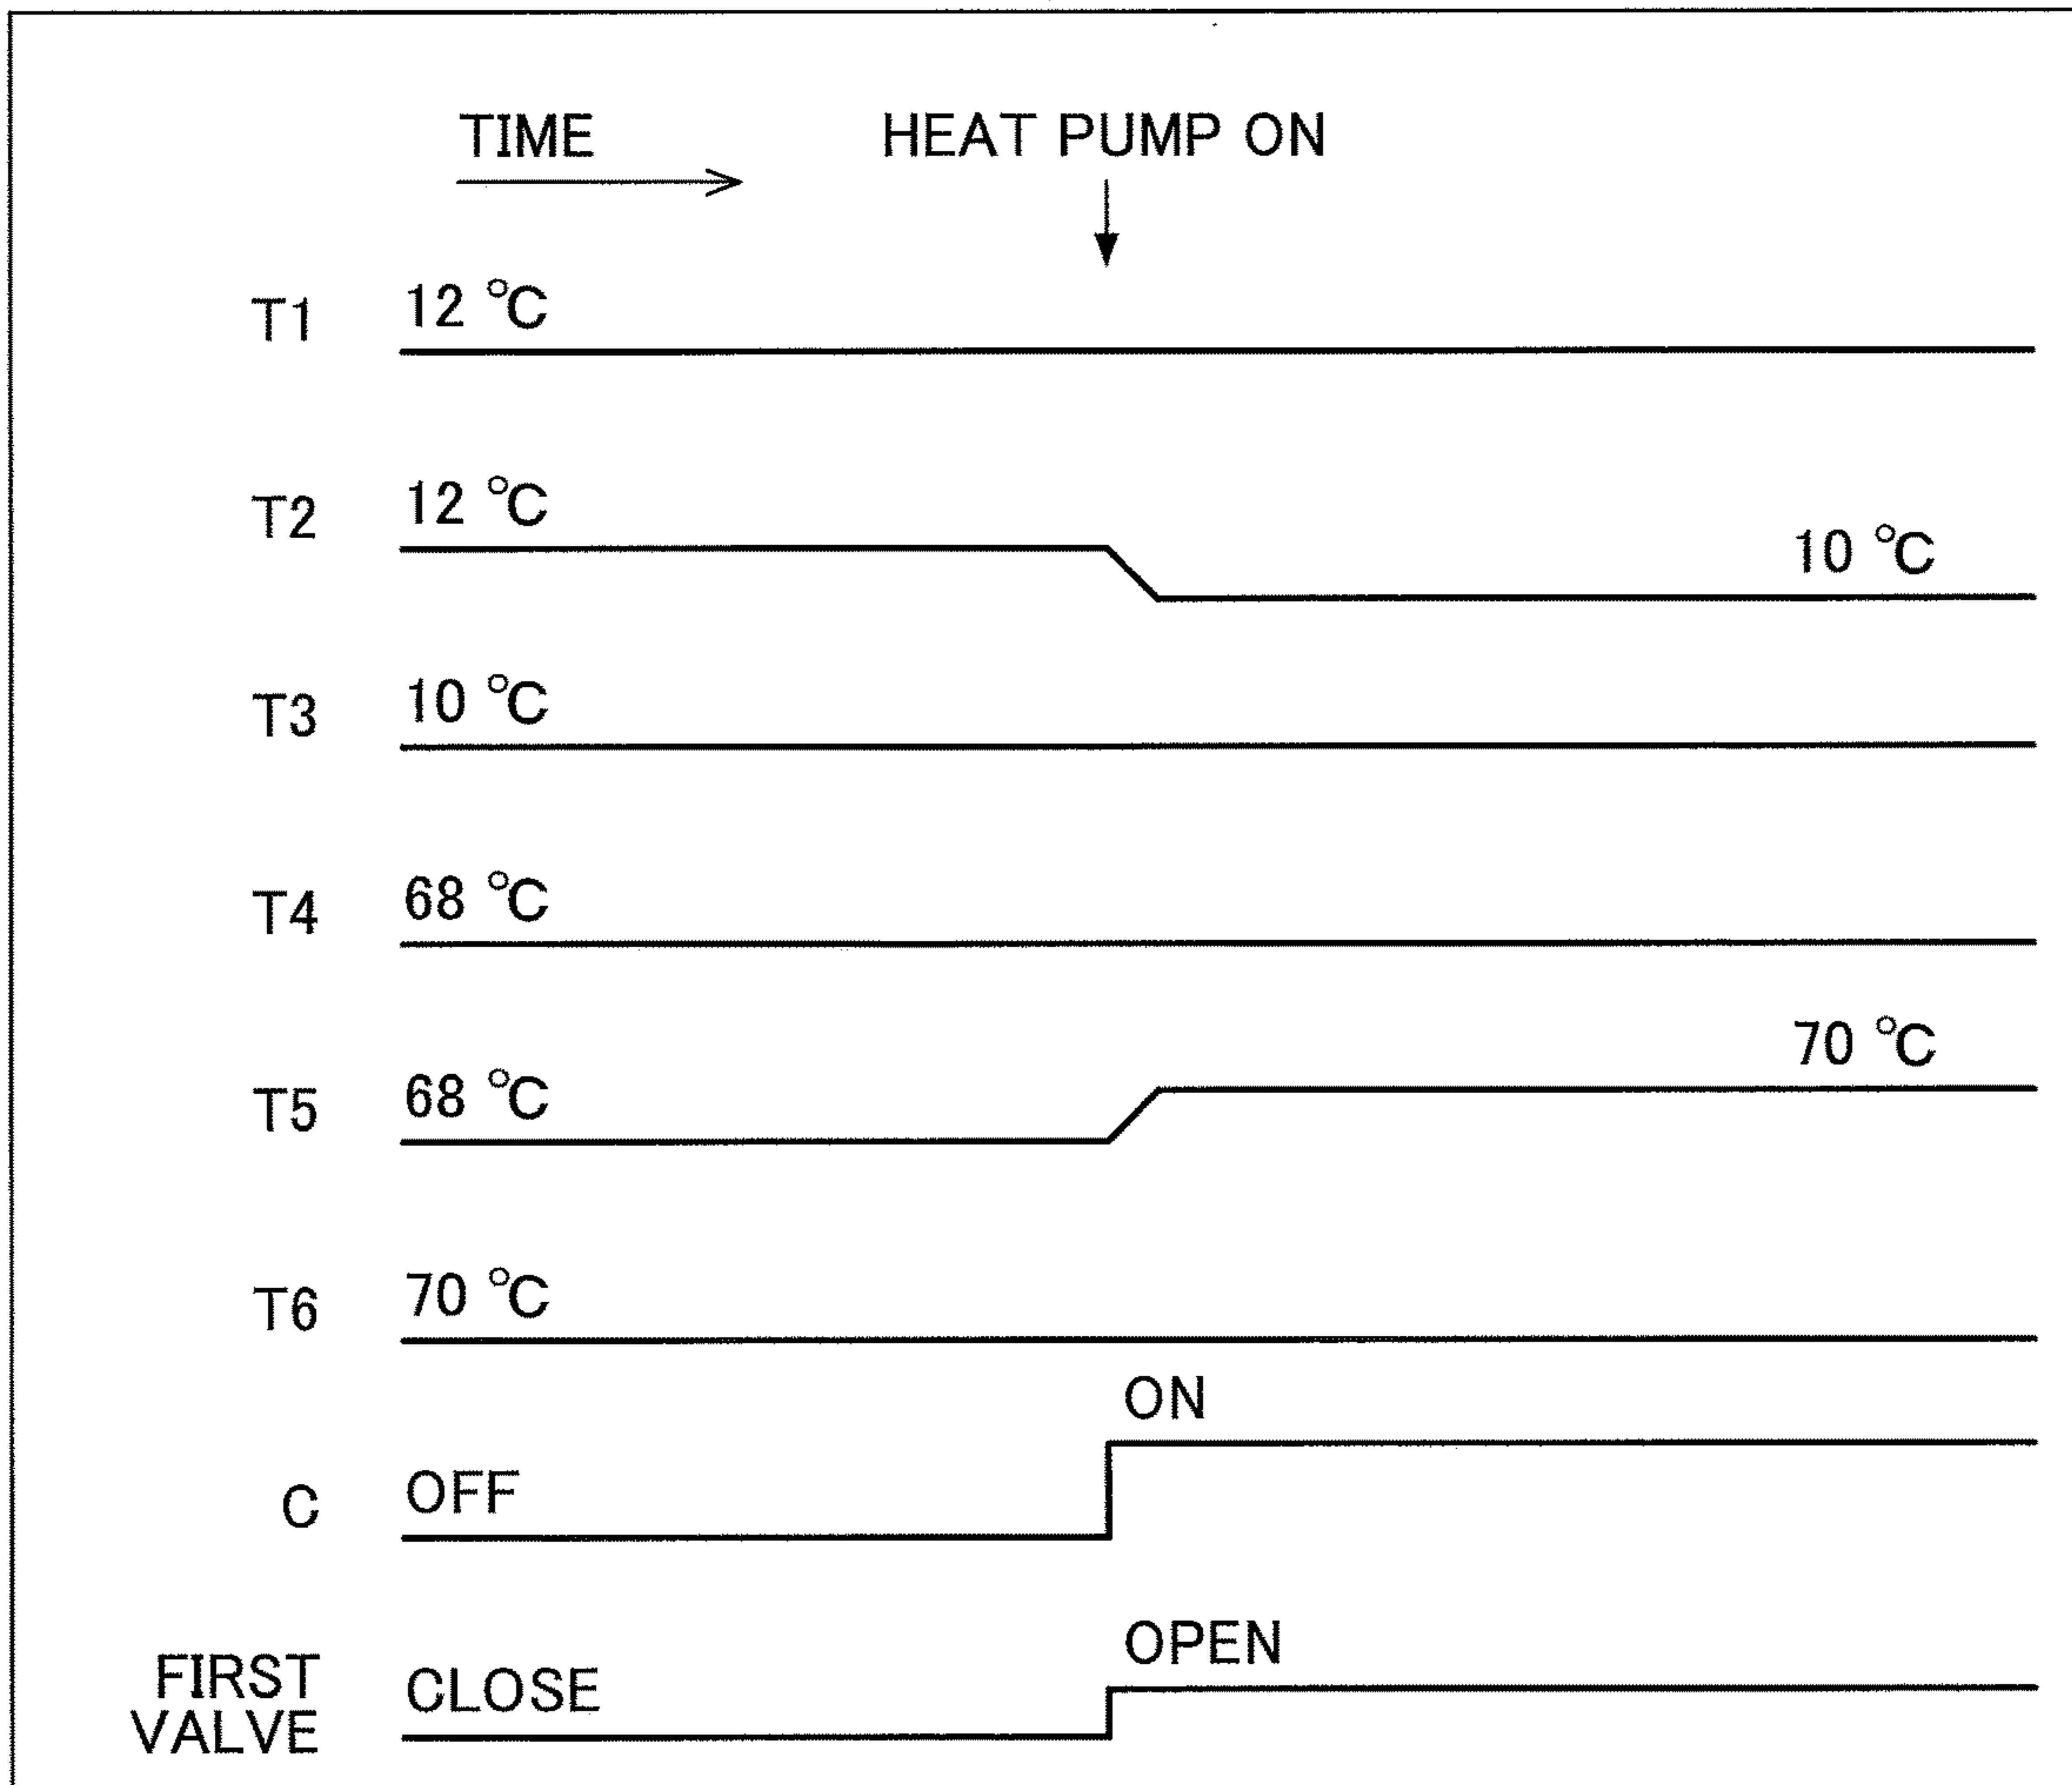 TIME HEAT PUMP ON
T1 12 °C
T2 12 °C 10 °C
T3 10 °C
T4 68 °C
T5 68 °C 70 °C
T6 70 °C
ON
C OFF
OPEN
FIRST
VALVE CLOSE